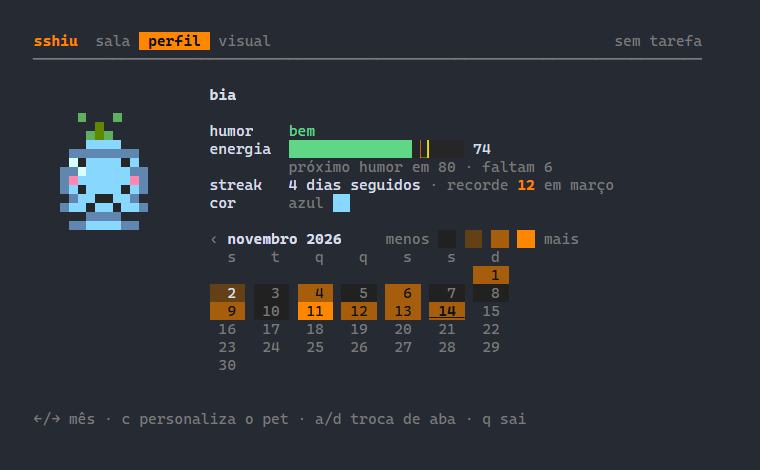 sshiu sala perfil visual sem tarefa
bia
humor bem
energia 74
próximo humor em 80 · faltam 6
streak 4 dias seguidos · recorde 12 em março
cor azul
‹ novembro 2026 menos mais
s t q q s s d
1
2 3 4 5 6 7 8
9 10 11 12 13 14 15
16 17 18 19 20 21 22
23 24 25 26 27 28 29
30
←/→ mês · c personaliza o pet · a/d troca de aba · q sai